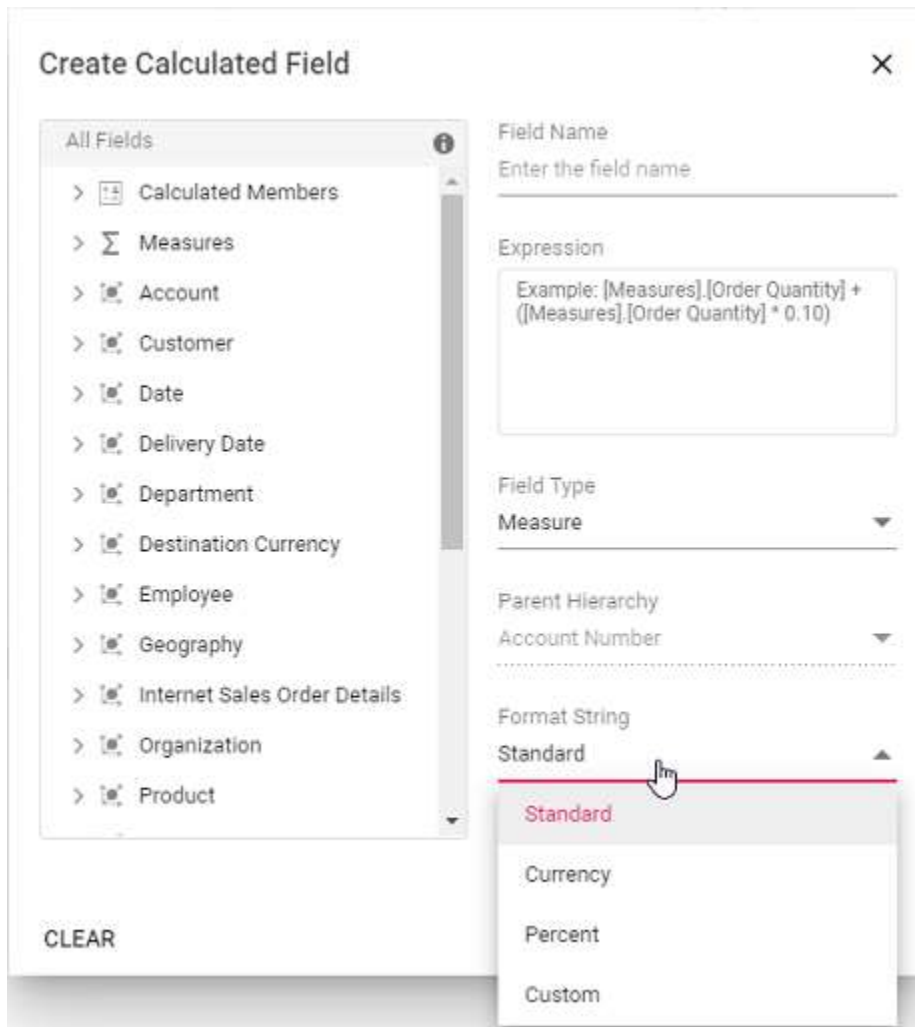 Create Calculated Field
All Fields
Calculated Members
Measures
Account
Customer
Date
Delivery Date
Department
Destination Currency
Employee
Geography
Internet Sales Order Details
Organization
Product
Field Name
Enter the field name
Expression
Example: [Measures].[Order Quantity] +
([Measures].[Order Quantity] * 0.10)
Field Type
Measure
Parent Hierarchy
Account Number
Format String
Standard
Standard
Currency
Percent
Custom
CLEAR